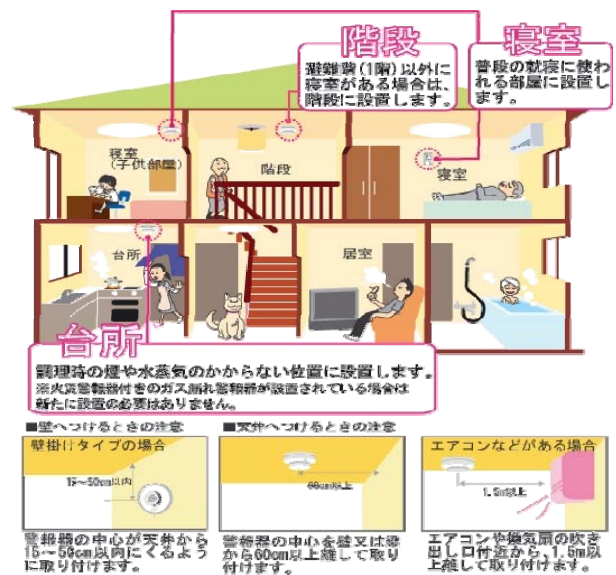 階段
避難階(1階)以外に
寝室がある場合は、
階段に設置します。
寝室
普段の就寝に使わ
れる部屋に設置し
ます。
寝室
(子供部屋)
階段
寝室
台所
居室
台所
調理時の煙や水蒸気のかからない位置に設置します。
※火災警報器付きのガス漏れ警報器が設置されている場合は
新たに設置の必要はありません。
■壁へつけるときの注意
壁掛けタイプの場合
15~50cm以内
警報器の中心が天井から
15~50cm以内にくるよう
に取り付けます。
■天井へつけるときの注意
60cm以上
警報器の中心を壁又は梁
から60cm以上離して取り
付けます。
エアコンなどがある場合
1.5m以上
エアコンや換気扇の吹き
出し口付近から、1.5m以
上離して取り付けます。